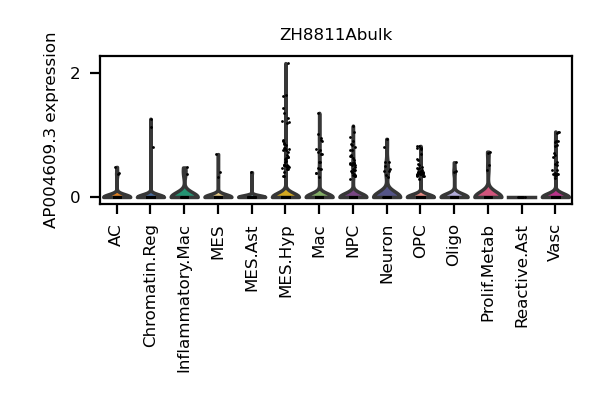 ZH8811Abulk
AP004609.3 expression
2
0
AC
Chromatin.Reg
Inflammatory.Mac
MES
MES.Ast
MES.Hyp
Mac
NPC
Neuron
OPC
Oligo
Prolif.Metab
Reactive.Ast
Vasc